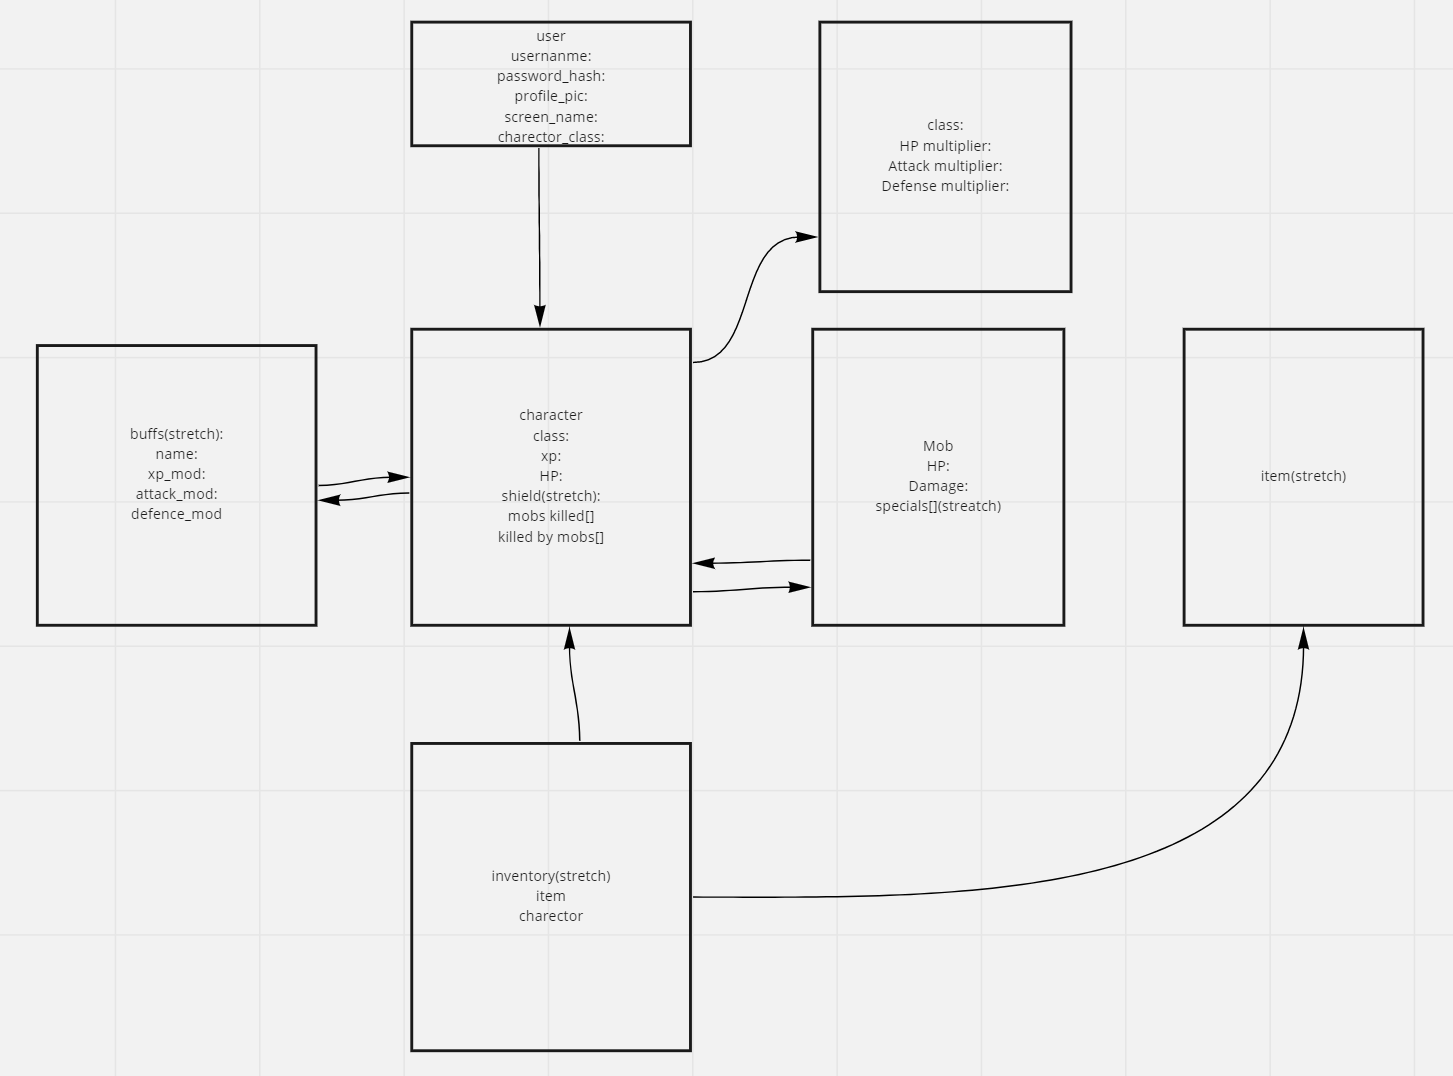 user
usernanme:
password_hash:
profile_pic:
screen_name:
charector_class:
class:
HP multiplier:
Attack multiplier:
Defense multiplier:
buffs(stretch):
name:
xp_mod:
attack_mod:
defence_mod
character
class:
xp:
HP:
shield(stretch):
mobs killed[]
killed by mobs[]
Mob
HP:
Damage:
specials[](streatch)
item(stretch)
inventory(stretch)
item
charector